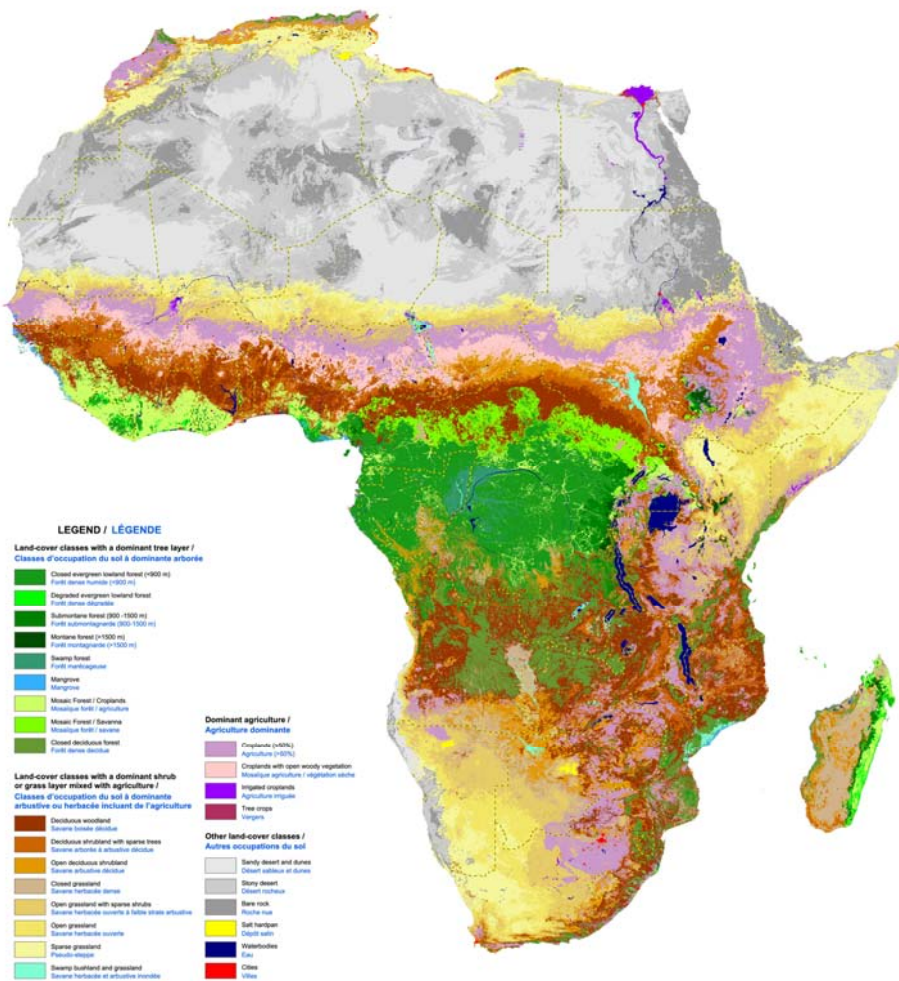 LEGEND / LÉGENDE
Land-cover classes with a dominant tree layer /
Classes d'occupation du sol à dominante arborée
Closed evergreen lowland forest (<900 m)
Forêt dense humide (<900 m)
Degraded evergreen lowland forest
Forêt dense dégradée
Submontane forest (900 -1500 m)
Forêt submontagnarde (900-1500 m)
Montane forest (>1500 m)
Forêt montagnarde (>1500 m)
Swamp forest
Forêt marécageuse
Mangrove
Mangrove
Mosaic Forest / Croplands
Mosaïque forêt / agriculture
Mosaic Forest / Savanna
Mosaïque forêt / savane
Closed deciduous forest
Forêt dense décidue
Land-cover classes with a dominant shrub
or grass layer mixed with agriculture /
Classes d'occupation du sol à dominante
arbustive ou herbacée incluant de l'agriculture
Deciduous woodland
Savane boisée décidue
Deciduous shrubland with sparse trees
Savane arborée à arbustive décidue
Open deciduous shrubland
Savane arbustive décidue
Closed grassland
Savane herbacée dense
Open grassland with sparse shrubs
Savane herbacée ouverte à faible strate arbustive
Open grassland
Savane herbacée ouverte
Sparse grassland
Pseudo-steppe
Swamp bushland and grassland
Savane herbacée et arbustive inondée
Dominant agriculture /
Agriculture dominante
Croplands (>50%)
Agriculture (>50%)
Croplands with open woody vegetation
Mosaïque agriculture / végétation sèche
Irrigated croplands
Agriculture irriguée
Tree crops
Vergers
Other land-cover classes /
Autres occupations du sol
Sandy desert and dunes
Désert sableux et dunes
Stony desert
Désert rocheux
Bare rock
Roche nue
Salt hardpan
Dépôt salin
Waterbodies
Eau
Cities
Villes